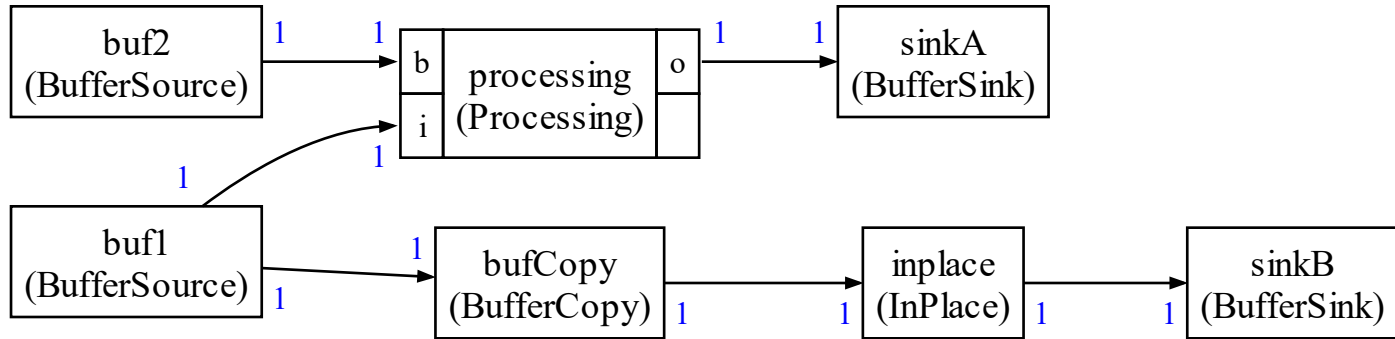 buf2
(BufferSource)
1
1
b
i
processing
(Processing)
o
1
1
sinkA
(BufferSink)
1
1
buf1
(BufferSource)
1
1
bufCopy
(BufferCopy)
1
1
inplace
(InPlace)
1
1
sinkB
(BufferSink)